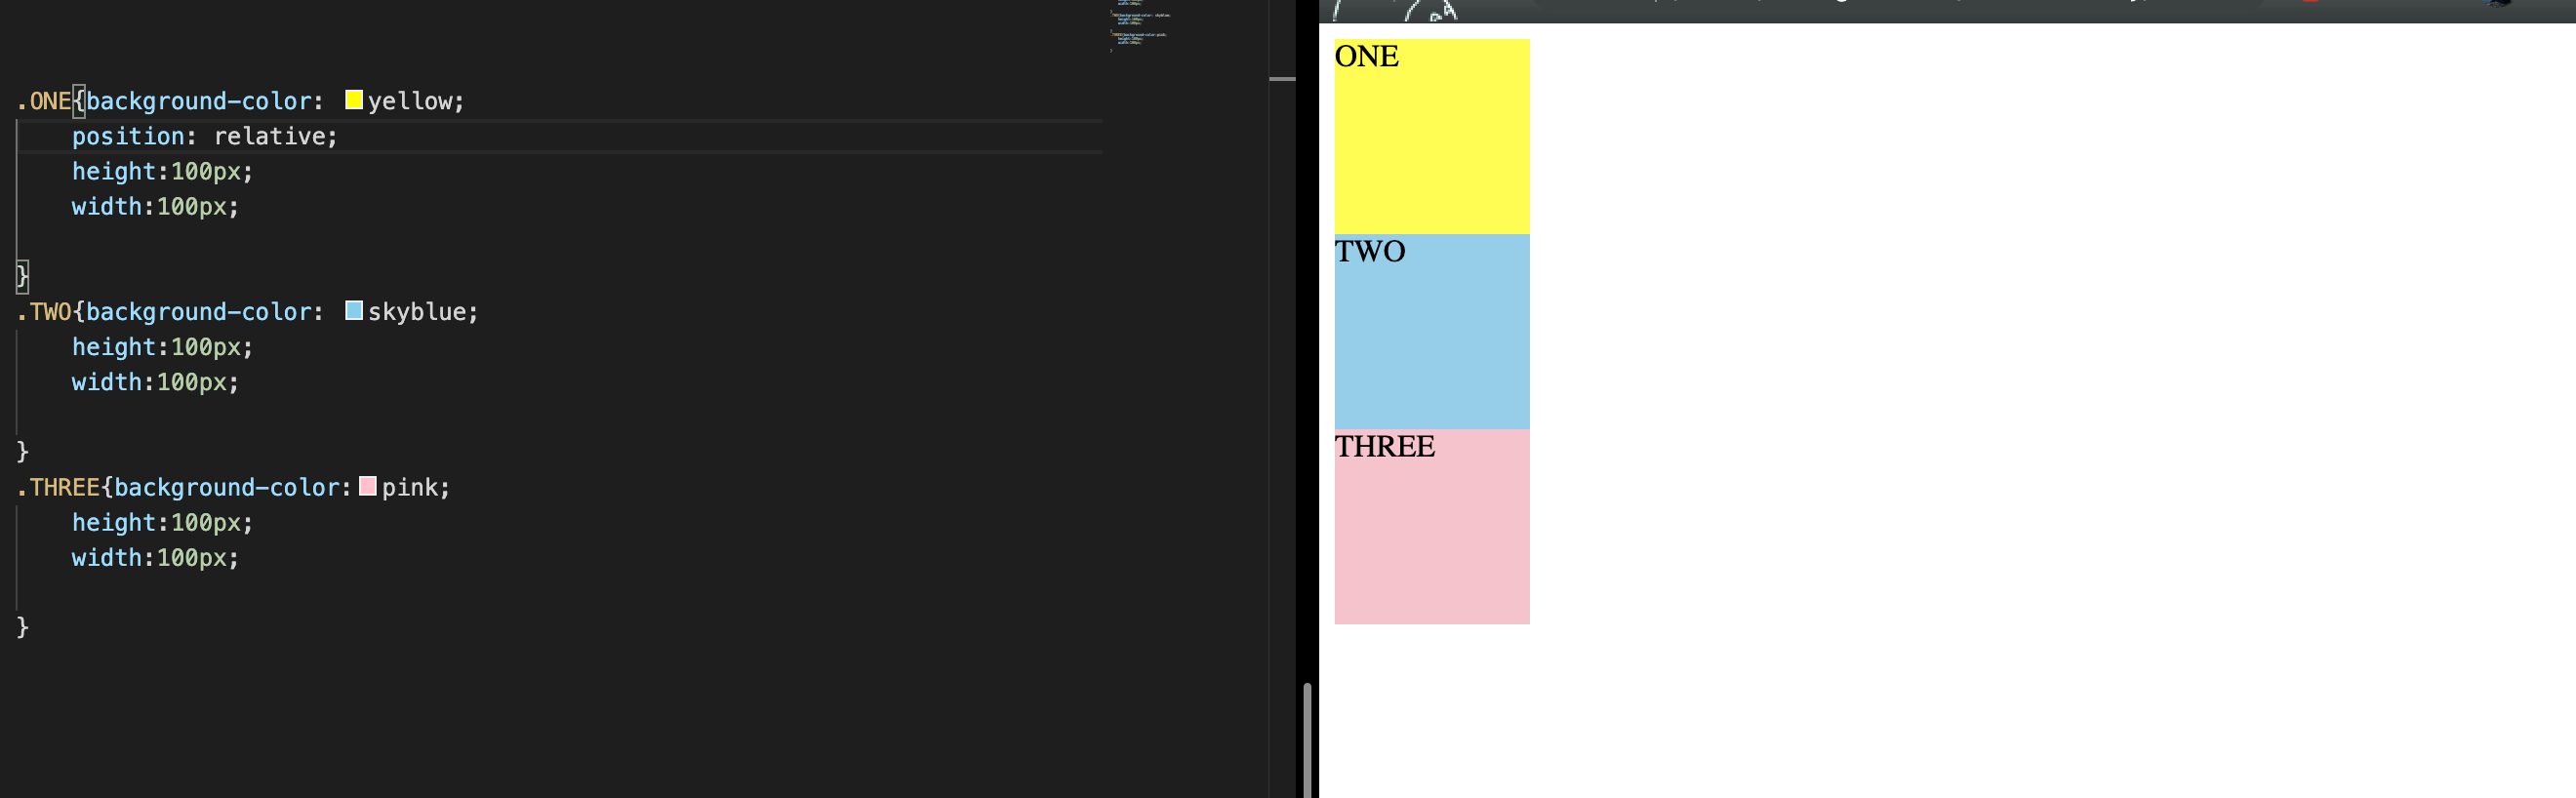 .ONE{background-color: yellow;
position: relative;
height:100px;
width:100px;
}
.TWO{background-color: skyblue;
height:100px;
width:100px;
}
.THREE{background-color:pink;
height:100px;
width:100px;
}
ONE
TWO
THREE